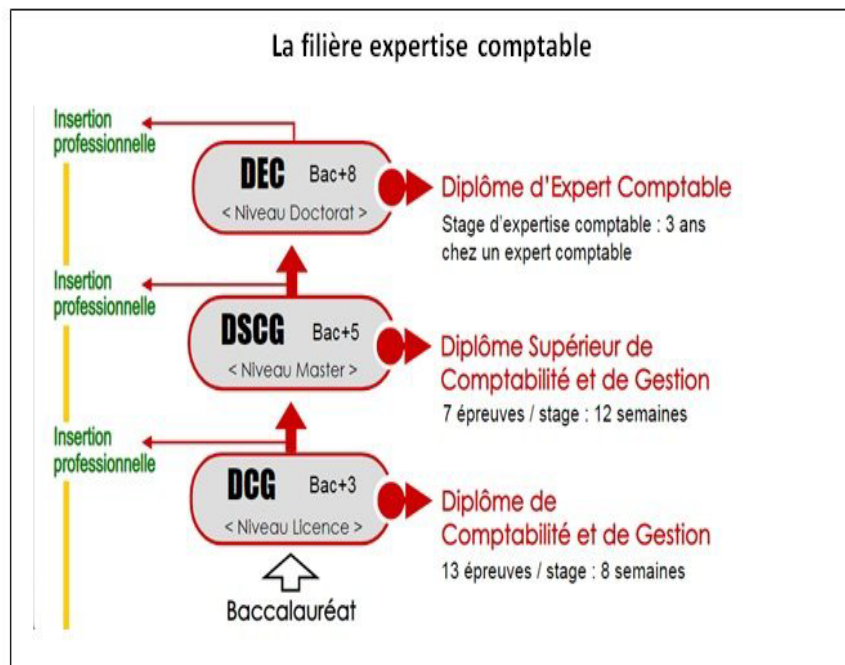 La filière expertise comptable
Insertion
professionnelle
DEC Bac+8
< Niveau Doctorat >
Diplôme d'Expert Comptable
Stage d'expertise comptable : 3 ans
chez un expert comptable
Insertion
professionnelle
DSCG Bac+5
< Niveau Master >
Diplôme Supérieur de
Comptabilité et de Gestion
7 épreuves / stage : 12 semaines
Insertion
professionnelle
DCG Bac+3
< Niveau Licence >
Diplôme de
Comptabilité et de Gestion
13 épreuves / stage : 8 semaines
Baccalauréat